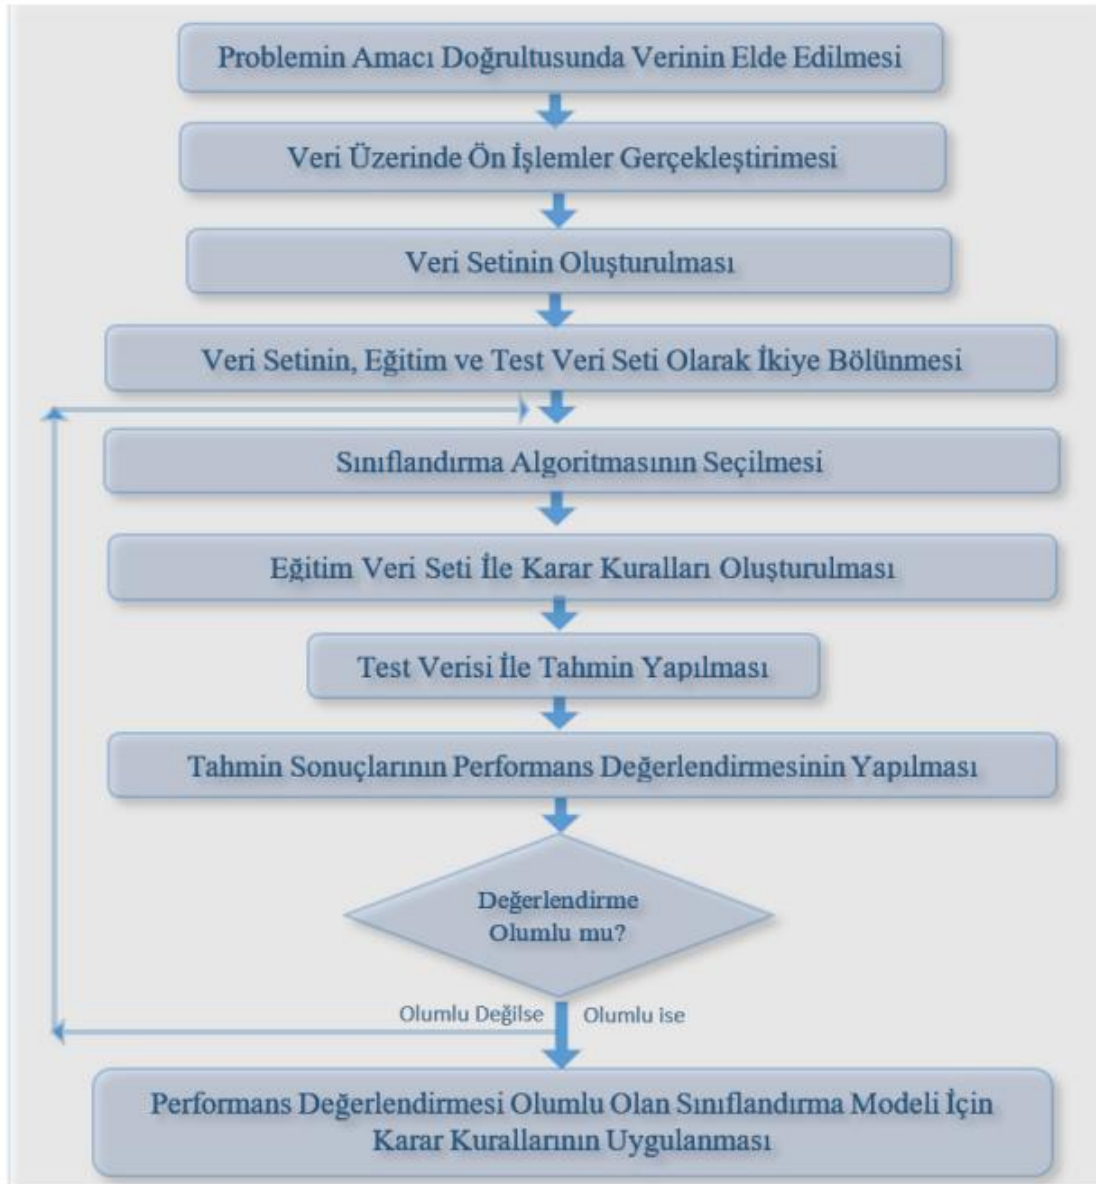 Problemin Amacı Doğrultusunda Verinin Elde Edilmesi
Veri Üzerinde Ön İşlemler Gerçekleştirimesi
Veri Setinin Oluşturulması
Veri Setinin, Eğitim ve Test Veri Seti Olarak İkiye Bölünmesi
Sınıflandırma Algoritmasının Seçilmesi
Eğitim Veri Seti İle Karar Kuralları Oluşturulması
Test Verisi İle Tahmin Yapılması
Tahmin Sonuçlarının Performans Değerlendirmesinin Yapılması
Değerlendirme
Olumlu mu?
Olumlu Değilse
Olumlu ise
Performans Değerlendirmesi Olumlu Olan Sınıflandırma Modeli İçin
Karar Kurallarının Uygulanması